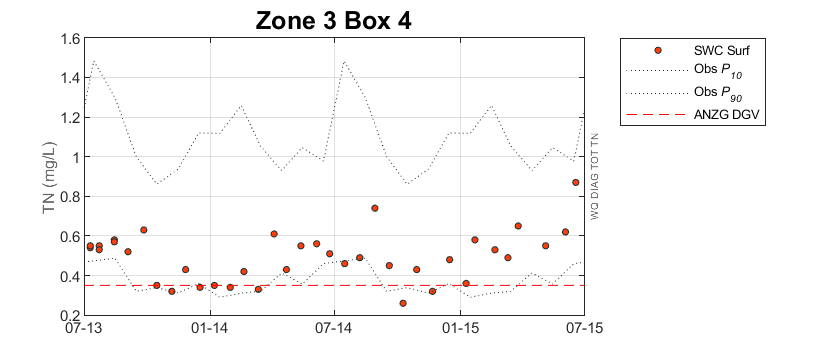 Zone 3 Box 4
1.6
1.4
1.2
1
0.8
0.6
0.4
0.2
TN (mg/L)
07-13
01-14
07-14
01-15
07-15
WQ DIAG TOT TN
SWC Surf
Obs P10
Obs P90
ANZG DGV